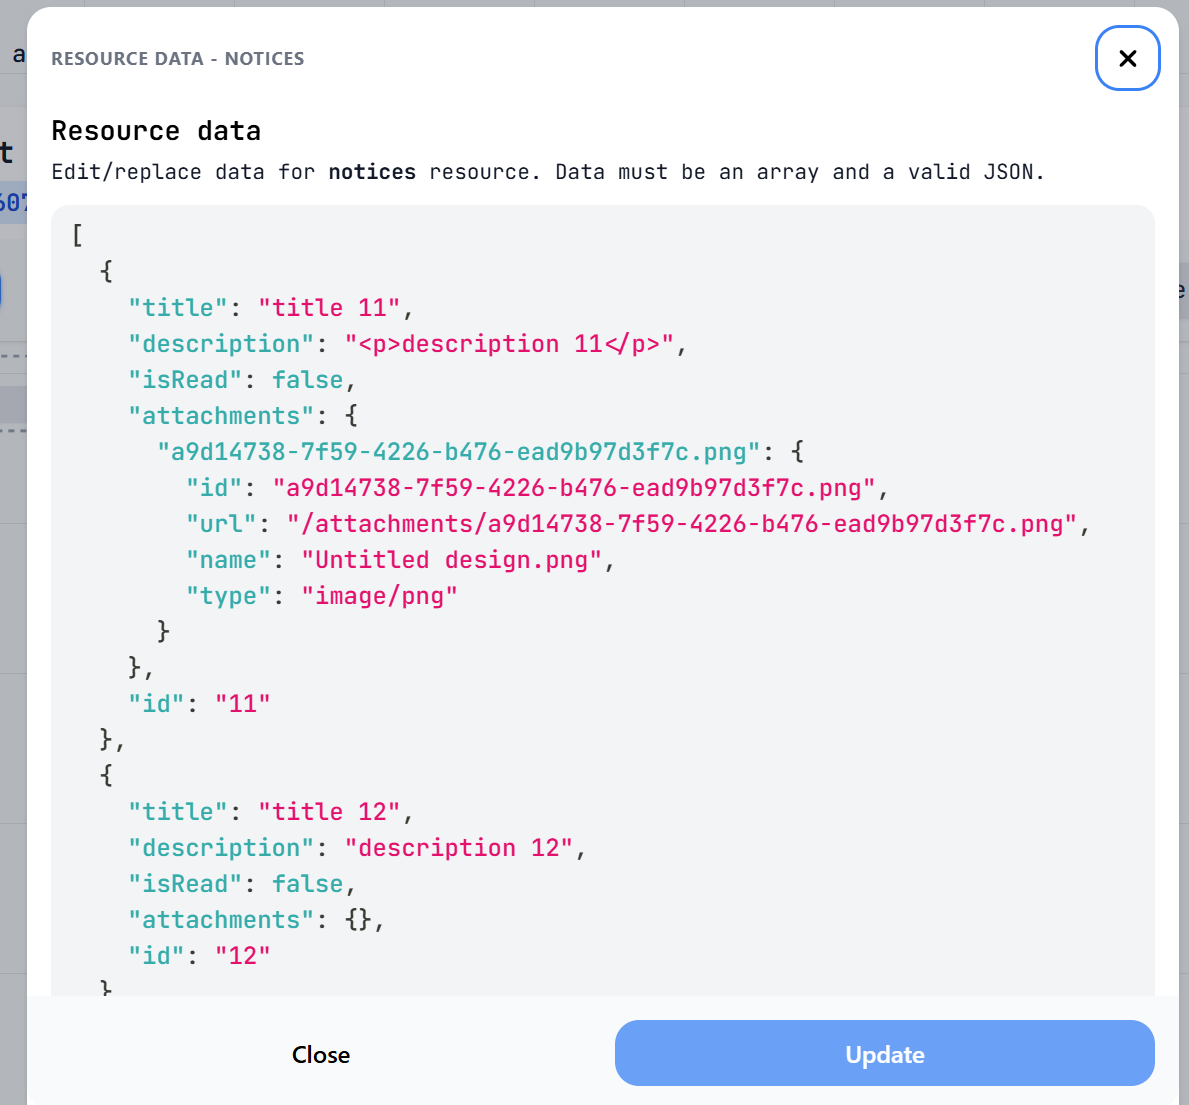 RESOURCE DATA - NOTICES
Resource data
Edit/replace data for notices resource. Data must be an array and a valid JSON.
[
  {
    "title": "title 11",
    "description": "<p>description 11</p>",
    "isRead": false,
    "attachments": {
      "a9d14738-7f59-4226-b476-ead9b97d3f7c.png": {
        "id": "a9d14738-7f59-4226-b476-ead9b97d3f7c.png",
        "url": "/attachments/a9d14738-7f59-4226-b476-ead9b97d3f7c.png",
        "name": "Untitled design.png",
        "type": "image/png"
      }
    },
    "id": "11"
  },
  {
    "title": "title 12",
    "description": "description 12",
    "isRead": false,
    "attachments": {},
    "id": "12"
  }
Close
Update